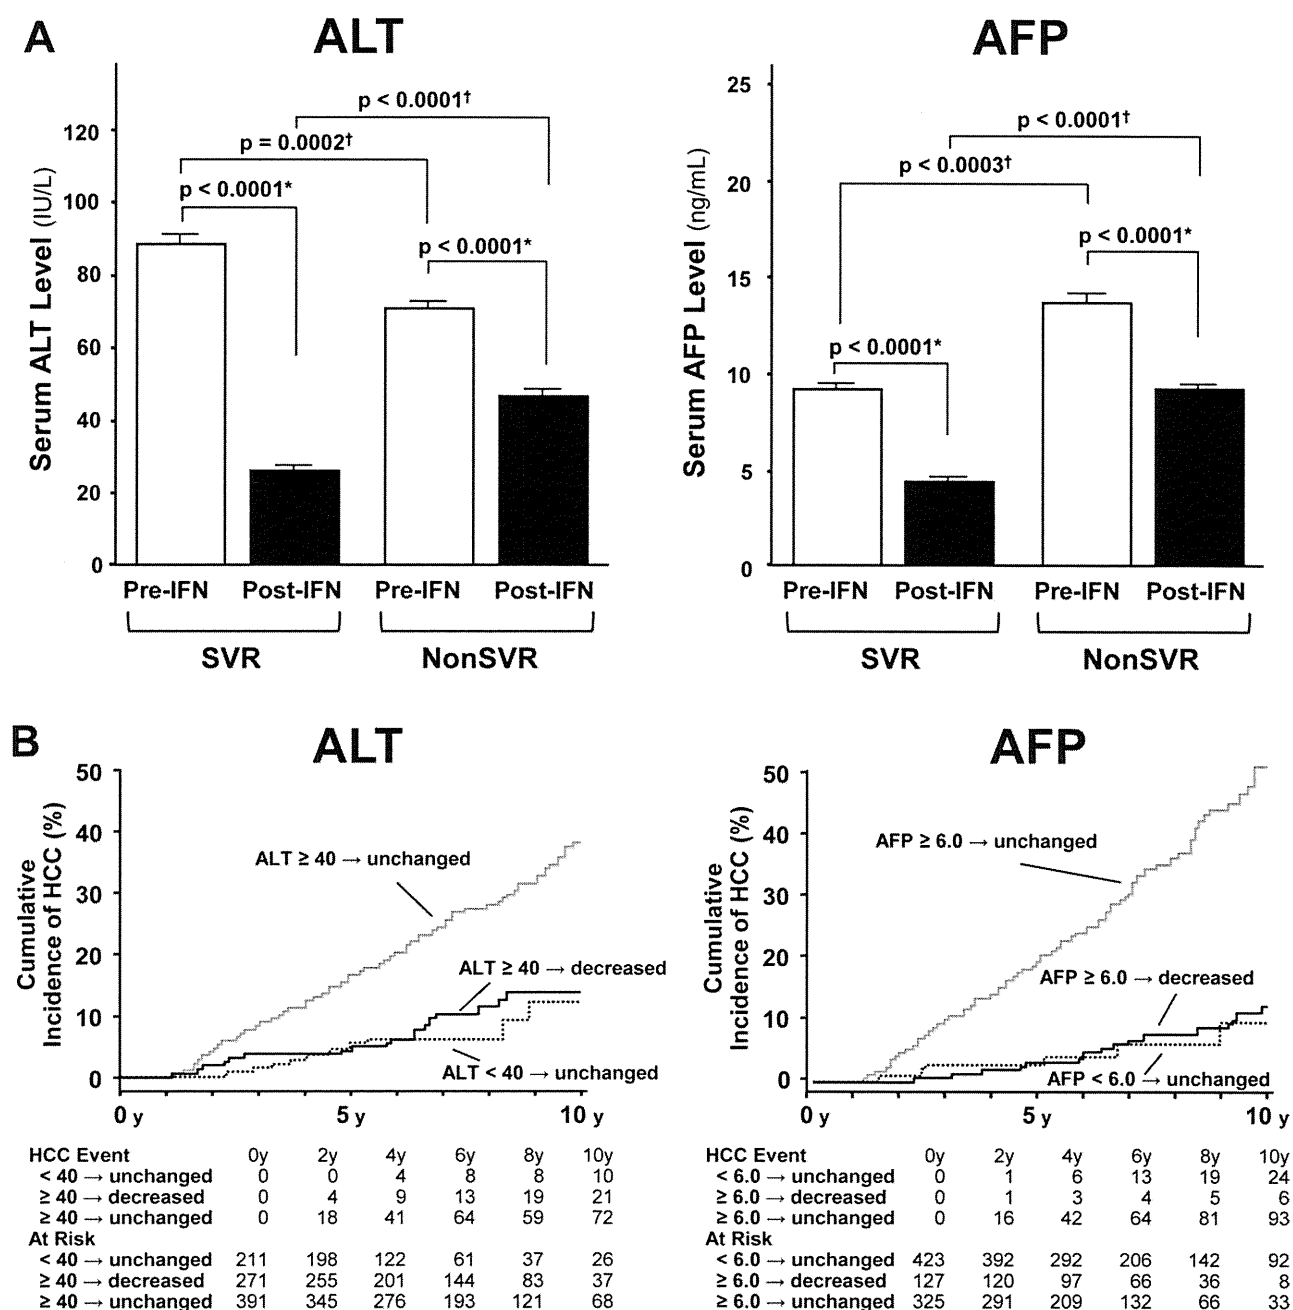 A
ALT
120
100
80
60
40
20
0
Serum ALT Level (IU/L)
p < 0.0001†
p = 0.0002†
p < 0.0001*
p < 0.0001*
Pre-IFN Post-IFN Pre-IFN Post-IFN
SVR NonSVR
AFP
25
20
15
10
5
0
Serum AFP Level (ng/mL)
p < 0.0001†
p < 0.0003†
p < 0.0001*
p < 0.0001*
Pre-IFN Post-IFN Pre-IFN Post-IFN
SVR NonSVR
B
ALT
50
40
30
20
10
0
Cumulative
Incidence of HCC (%)
ALT ≥ 40 → unchanged
ALT ≥ 40 → decreased
ALT < 40 → unchanged
0 y 5 y 10 y
HCC Event 0y 2y 4y 6y 8y 10y
< 40 → unchanged 0 0 4 8 8 10
≥ 40 → decreased 0 4 9 13 19 21
≥ 40 → unchanged 0 18 41 64 59 72
At Risk
< 40 → unchanged 211 198 122 61 37 26
≥ 40 → decreased 271 255 201 144 83 37
≥ 40 → unchanged 391 345 276 193 121 68
AFP
50
40
30
20
10
0
Cumulative
Incidence of HCC (%)
AFP ≥ 6.0 → unchanged
AFP ≥ 6.0 → decreased
AFP < 6.0 → unchanged
0 y 5 y 10 y
HCC Event 0y 2y 4y 6y 8y 10y
< 6.0 → unchanged 0 1 6 13 19 24
≥ 6.0 → decreased 0 1 3 4 5 6
≥ 6.0 → unchanged 0 16 42 64 81 93
At Risk
< 6.0 → unchanged 423 392 292 206 142 92
≥ 6.0 → decreased 127 120 97 66 36 8
≥ 6.0 → unchanged 325 291 209 132 66 33